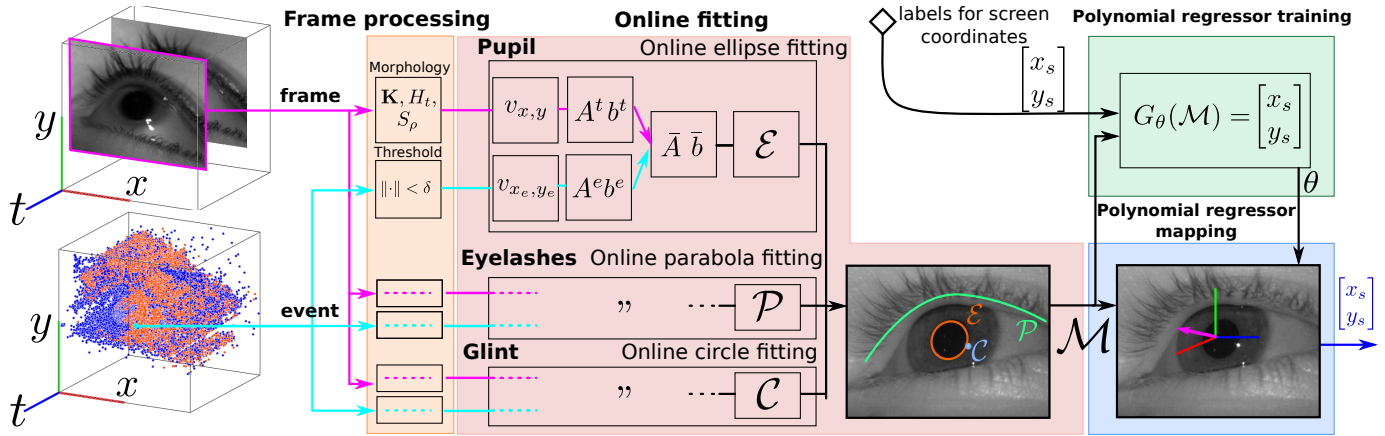 Frame processing
Online fitting
labels for screen
coordinates
Polynomial regressor training
Pupil
Online ellipse fitting
Morphology
K, H_t,
S_ρ
frame
v_{x,y}
A^t b^t
Ā b̄
ℰ
[x_s
y_s]
G_θ(ℳ) = [x_s
y_s]
y
x
t
Threshold
‖·‖ < δ
v_{x_e,y_e}
A^e b^e
θ
Polynomial regressor
mapping
Eyelashes
Online parabola fitting
”
𝒫
event
y
x
t
Glint
Online circle fitting
”
𝒞
ℰ
𝒞
𝒫
ℳ
[x_s
y_s]